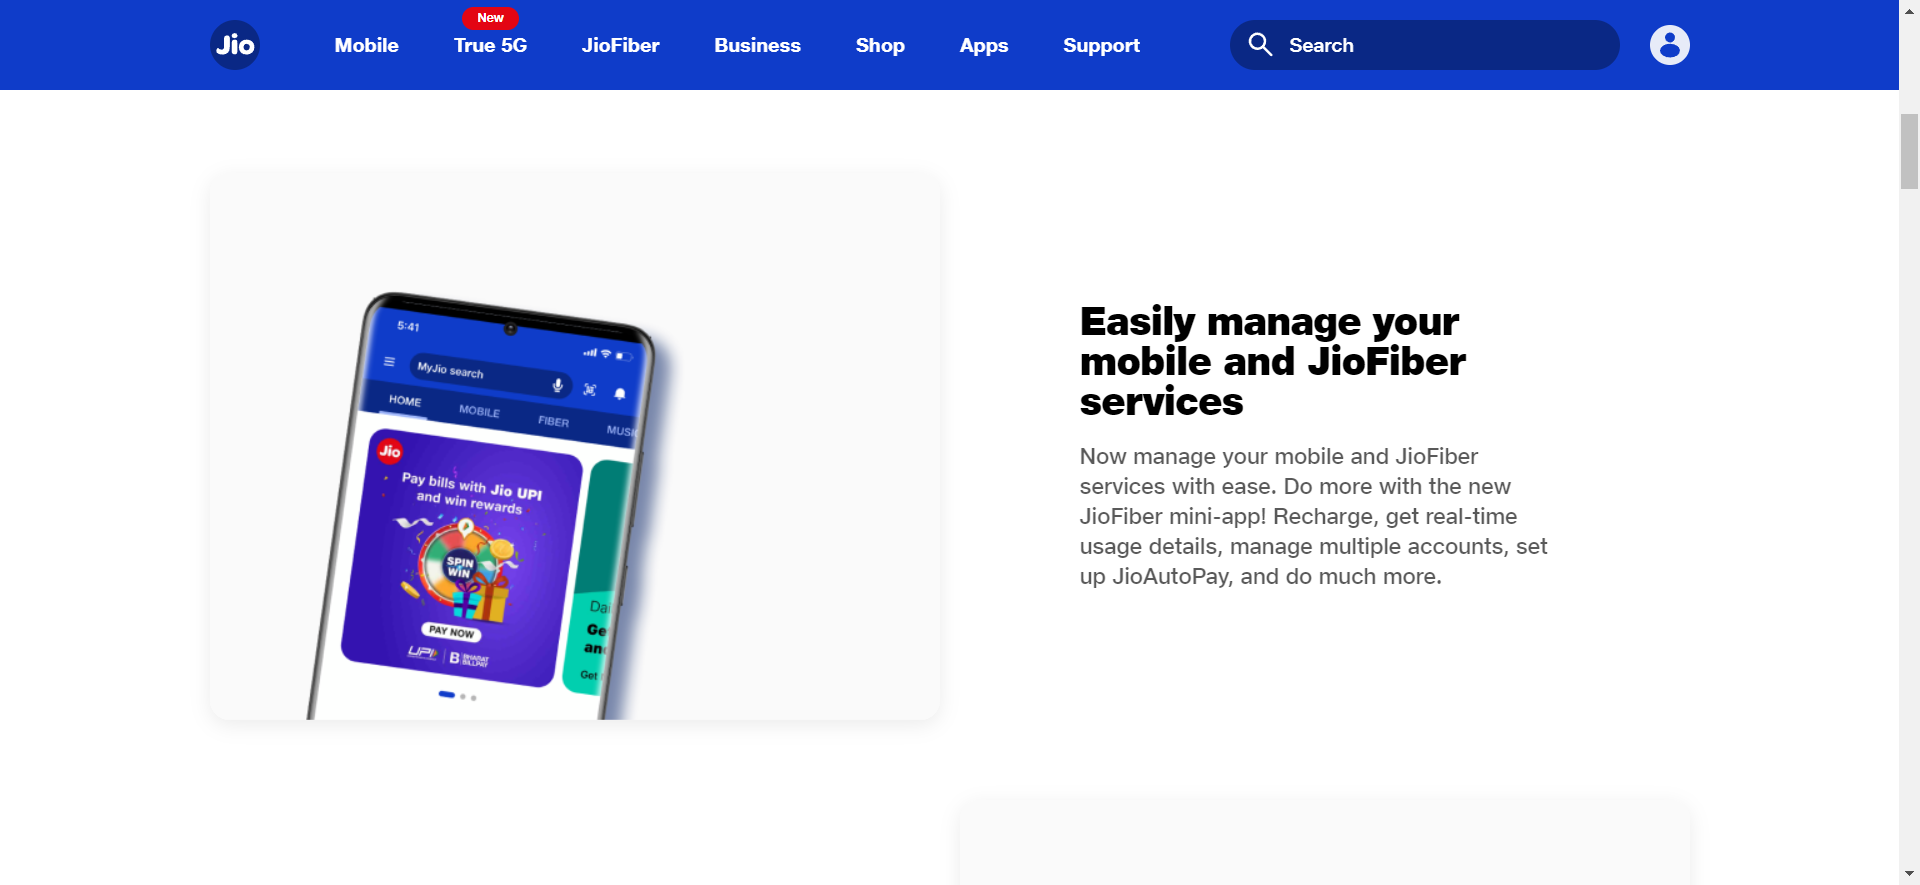 Jio
Mobile
New
True 5G
JioFiber
Business
Shop
Apps
Support
Search
5:41
MyJio search
HOME
MOBILE
FIBER
MUSI
Jio
Pay bills with Jio UPI
and win rewards
SPIN
WIN
PAY NOW
UPI
B BHARAT
BILLPAY
Dai
Ge
an
Get
Easily manage your
mobile and JioFiber
services
Now manage your mobile and JioFiber
services with ease. Do more with the new
JioFiber mini-app! Recharge, get real-time
usage details, manage multiple accounts, set
up JioAutoPay, and do much more.